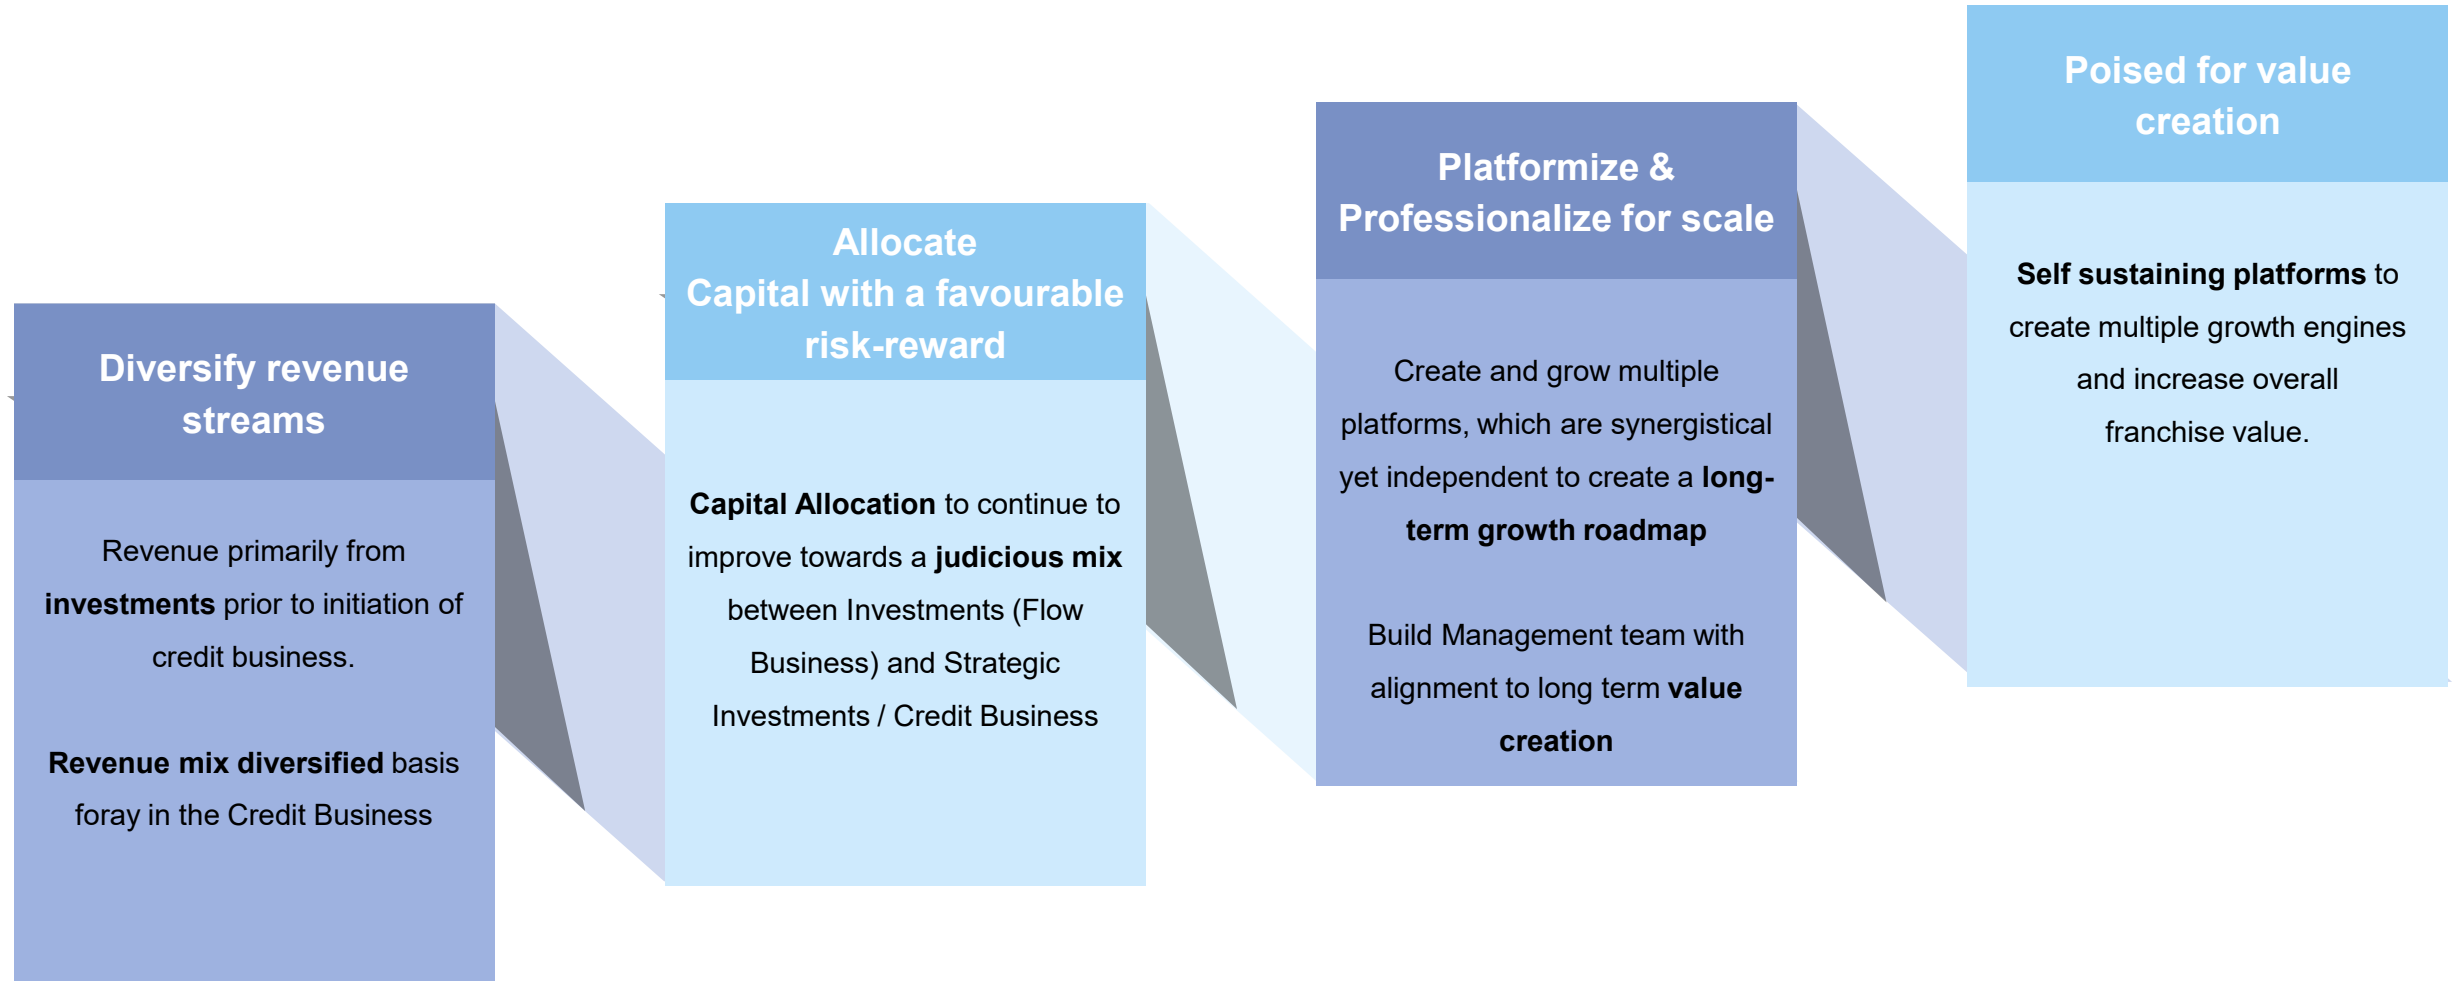 Diversify revenue
streams
Revenue primarily from
investments prior to initiation of
credit business.
Revenue mix diversified basis
foray in the Credit Business
Allocate
Capital with a favourable
risk-reward
Capital Allocation to continue to
improve towards a judicious mix
between Investments (Flow
Business) and Strategic
Investments / Credit Business
Platformize &
Professionalize for scale
Create and grow multiple
platforms, which are synergistical
yet independent to create a long-
term growth roadmap
Build Management team with
alignment to long term value
creation
Poised for value
creation
Self sustaining platforms to
create multiple growth engines
and increase overall
franchise value.